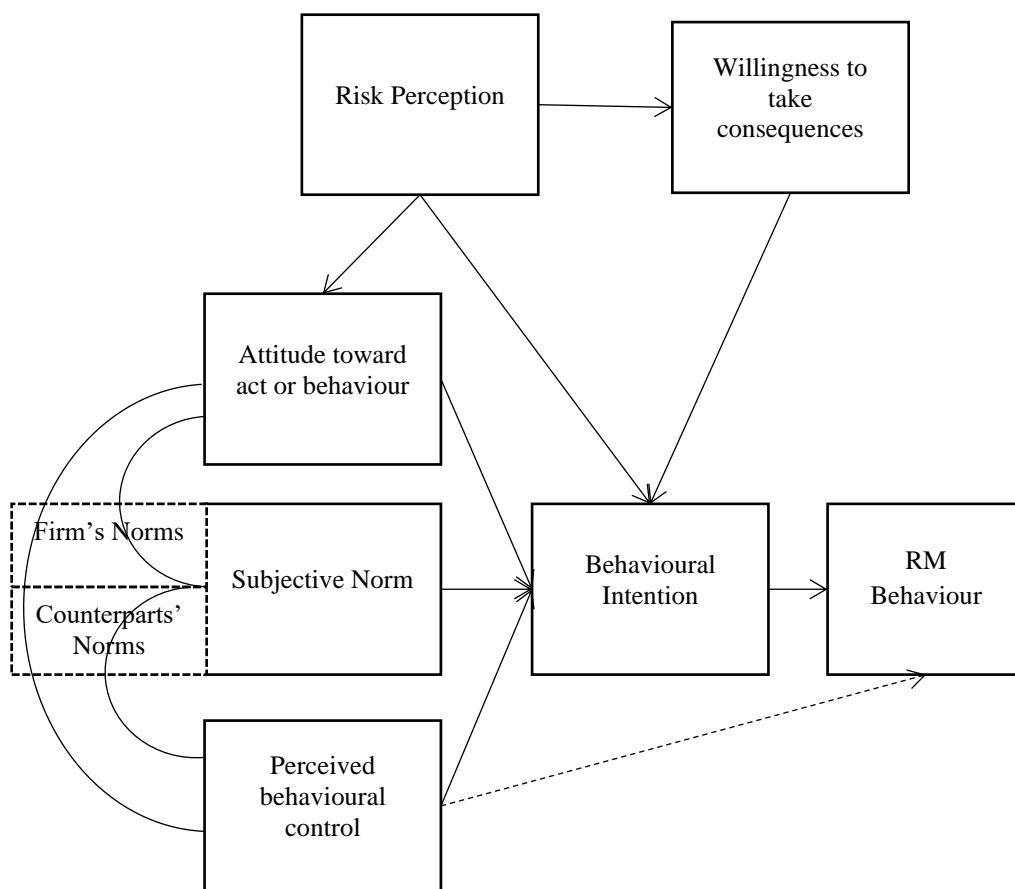 Risk Perception
Willingness to
take
consequences
Attitude toward
act or behaviour
Firm’s Norms
Counterparts’
Norms
Subjective Norm
Behavioural
Intention
RM
Behaviour
Perceived
behavioural
control